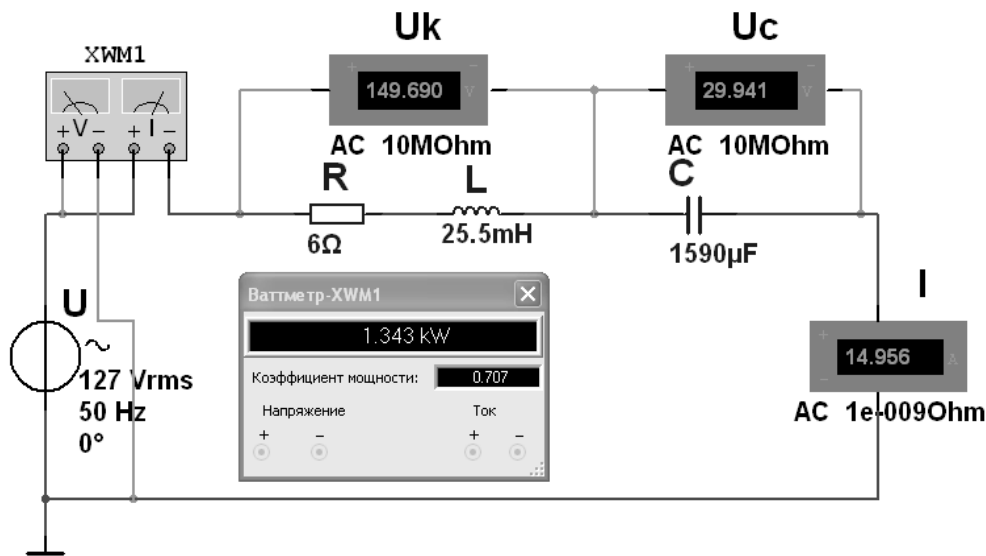 Uk
Uc
XWM1
+ V - + I -
+ 149.690 V -
+ 29.941 V -
AC 10MOhm
AC 10MOhm
R
L
C
6Ω
25.5mH
1590µF
Ваттметр-XWM1
1.343 kW
Коэффициент мощности: 0.707
Напряжение
Ток
+ - + -
U
~
127 Vrms
50 Hz
0°
I
+ 14.956 A -
AC 1e-009Ohm